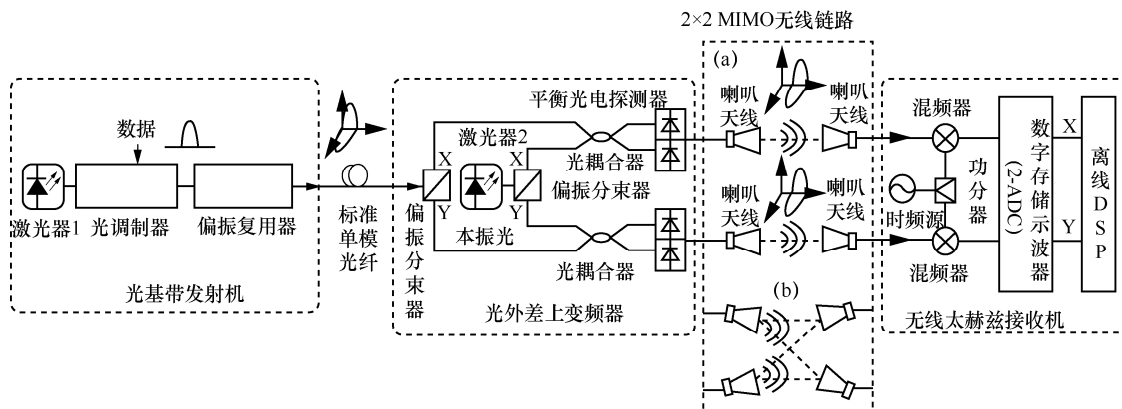 2×2 MIMO无线链路
(a)
数据
激光器1
光调制器
偏振复用器
光基带发射机
标准
单模
光纤
偏
振
分
束
器
X
Y
激光器2
本振光
X
Y
偏振分束器
平衡光电探测器
光耦合器
光耦合器
光外差上变频器
喇叭
天线
喇叭
天线
喇叭
天线
喇叭
天线
(b)
混频器
功
分
器
时频源
混频器
数字存储示波器
(2-ADC)
X
Y
离
线
D
S
P
无线太赫兹接收机